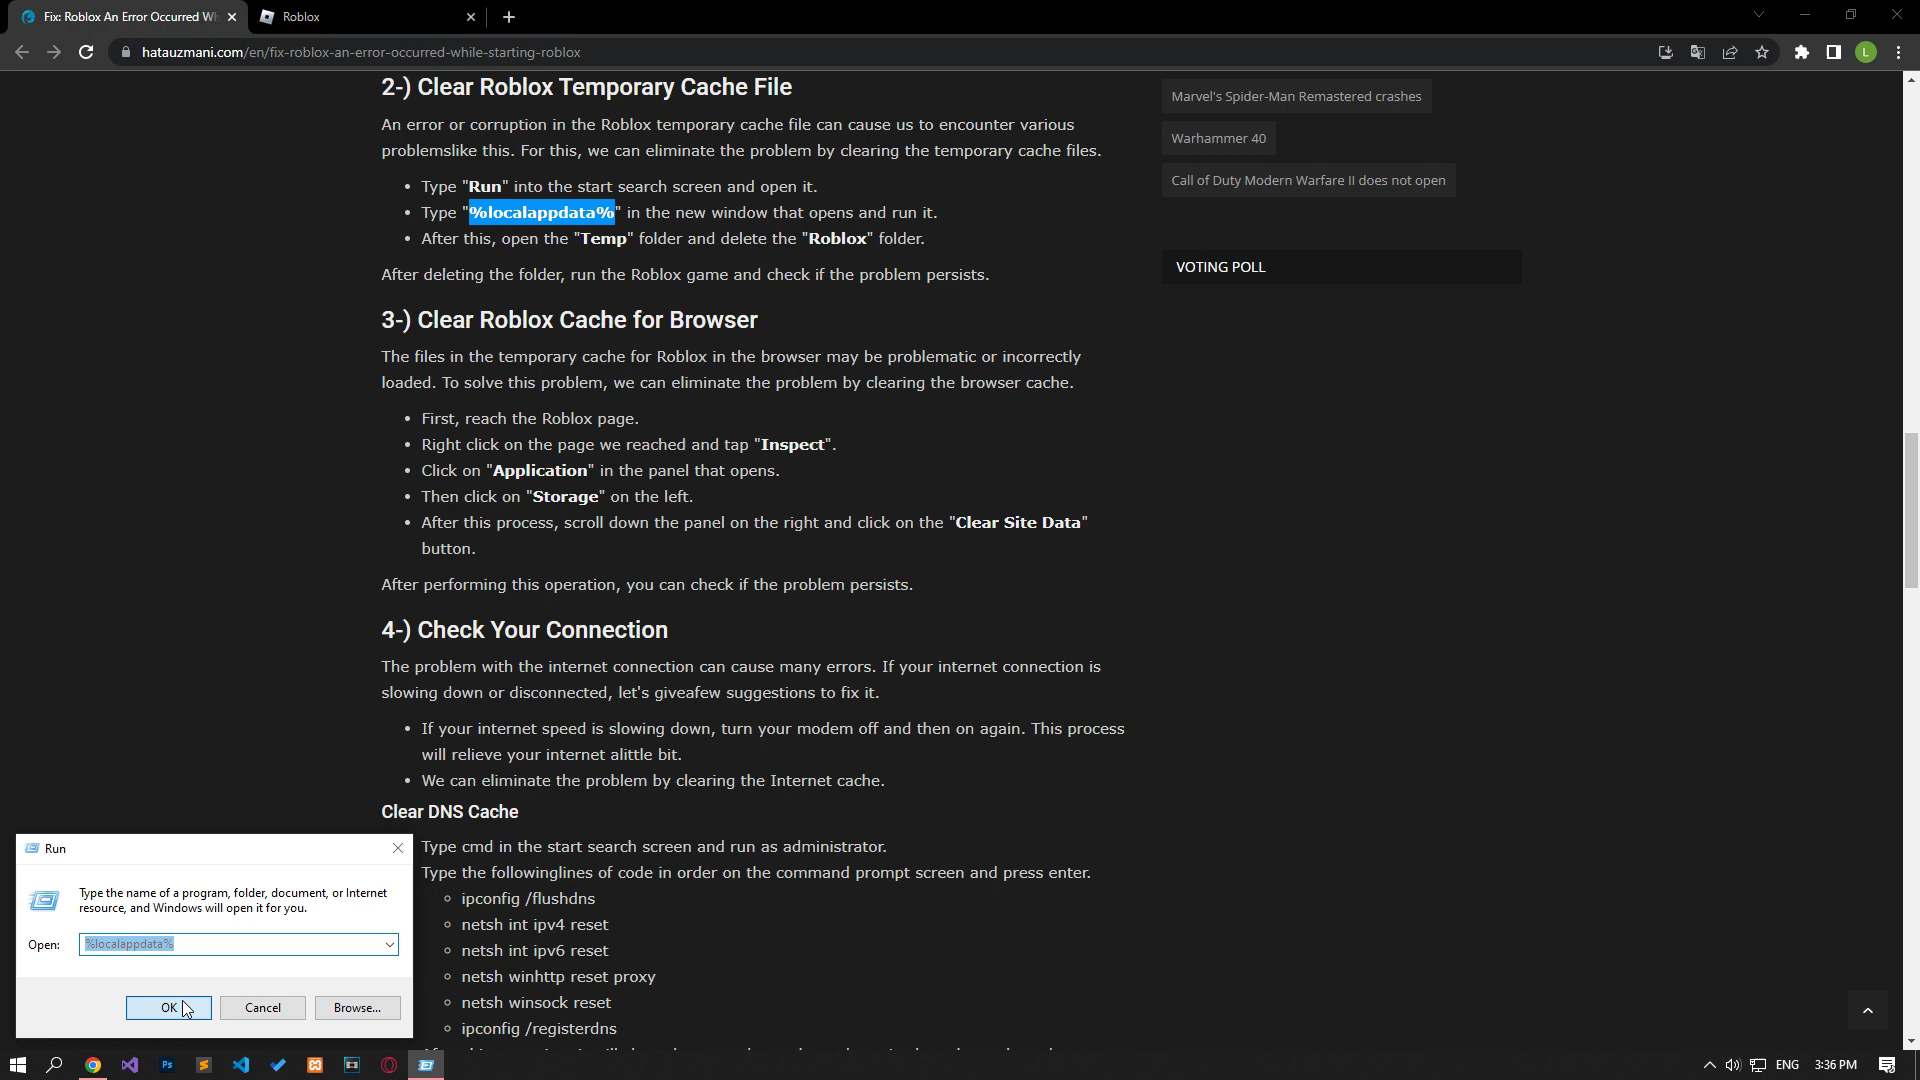 Fix: Roblox An Error Occurred Wh
Roblox
hatauzmani.com/en/fix-roblox-an-error-occurred-while-starting-roblox
L
2-) Clear Roblox Temporary Cache File
An error or corruption in the Roblox temporary cache file can cause us to encounter various
problemslike this. For this, we can eliminate the problem by clearing the temporary cache files.
• Type "Run" into the start search screen and open it.
• Type "%localappdata%" in the new window that opens and run it.
• After this, open the "Temp" folder and delete the "Roblox" folder.
After deleting the folder, run the Roblox game and check if the problem persists.
3-) Clear Roblox Cache for Browser
The files in the temporary cache for Roblox in the browser may be problematic or incorrectly
loaded. To solve this problem, we can eliminate the problem by clearing the browser cache.
• First, reach the Roblox page.
• Right click on the page we reached and tap "Inspect".
• Click on "Application" in the panel that opens.
• Then click on "Storage" on the left.
• After this process, scroll down the panel on the right and click on the "Clear Site Data"
button.
After performing this operation, you can check if the problem persists.
4-) Check Your Connection
The problem with the internet connection can cause many errors. If your internet connection is
slowing down or disconnected, let's giveafew suggestions to fix it.
• If your internet speed is slowing down, turn your modem off and then on again. This process
will relieve your internet alittle bit.
• We can eliminate the problem by clearing the Internet cache.
Clear DNS Cache
Type cmd in the start search screen and run as administrator.
Type the followinglines of code in order on the command prompt screen and press enter.
ipconfig /flushdns
netsh int ipv4 reset
netsh int ipv6 reset
netsh winhttp reset proxy
netsh winsock reset
ipconfig /registerdns
Marvel's Spider-Man Remastered crashes
Warhammer 40
Call of Duty Modern Warfare II does not open
VOTING POLL
Run
Type the name of a program, folder, document, or Internet
resource, and Windows will open it for you.
Open: %localappdata%
OK
Cancel
Browse...
Ps
ENG
3:36 PM